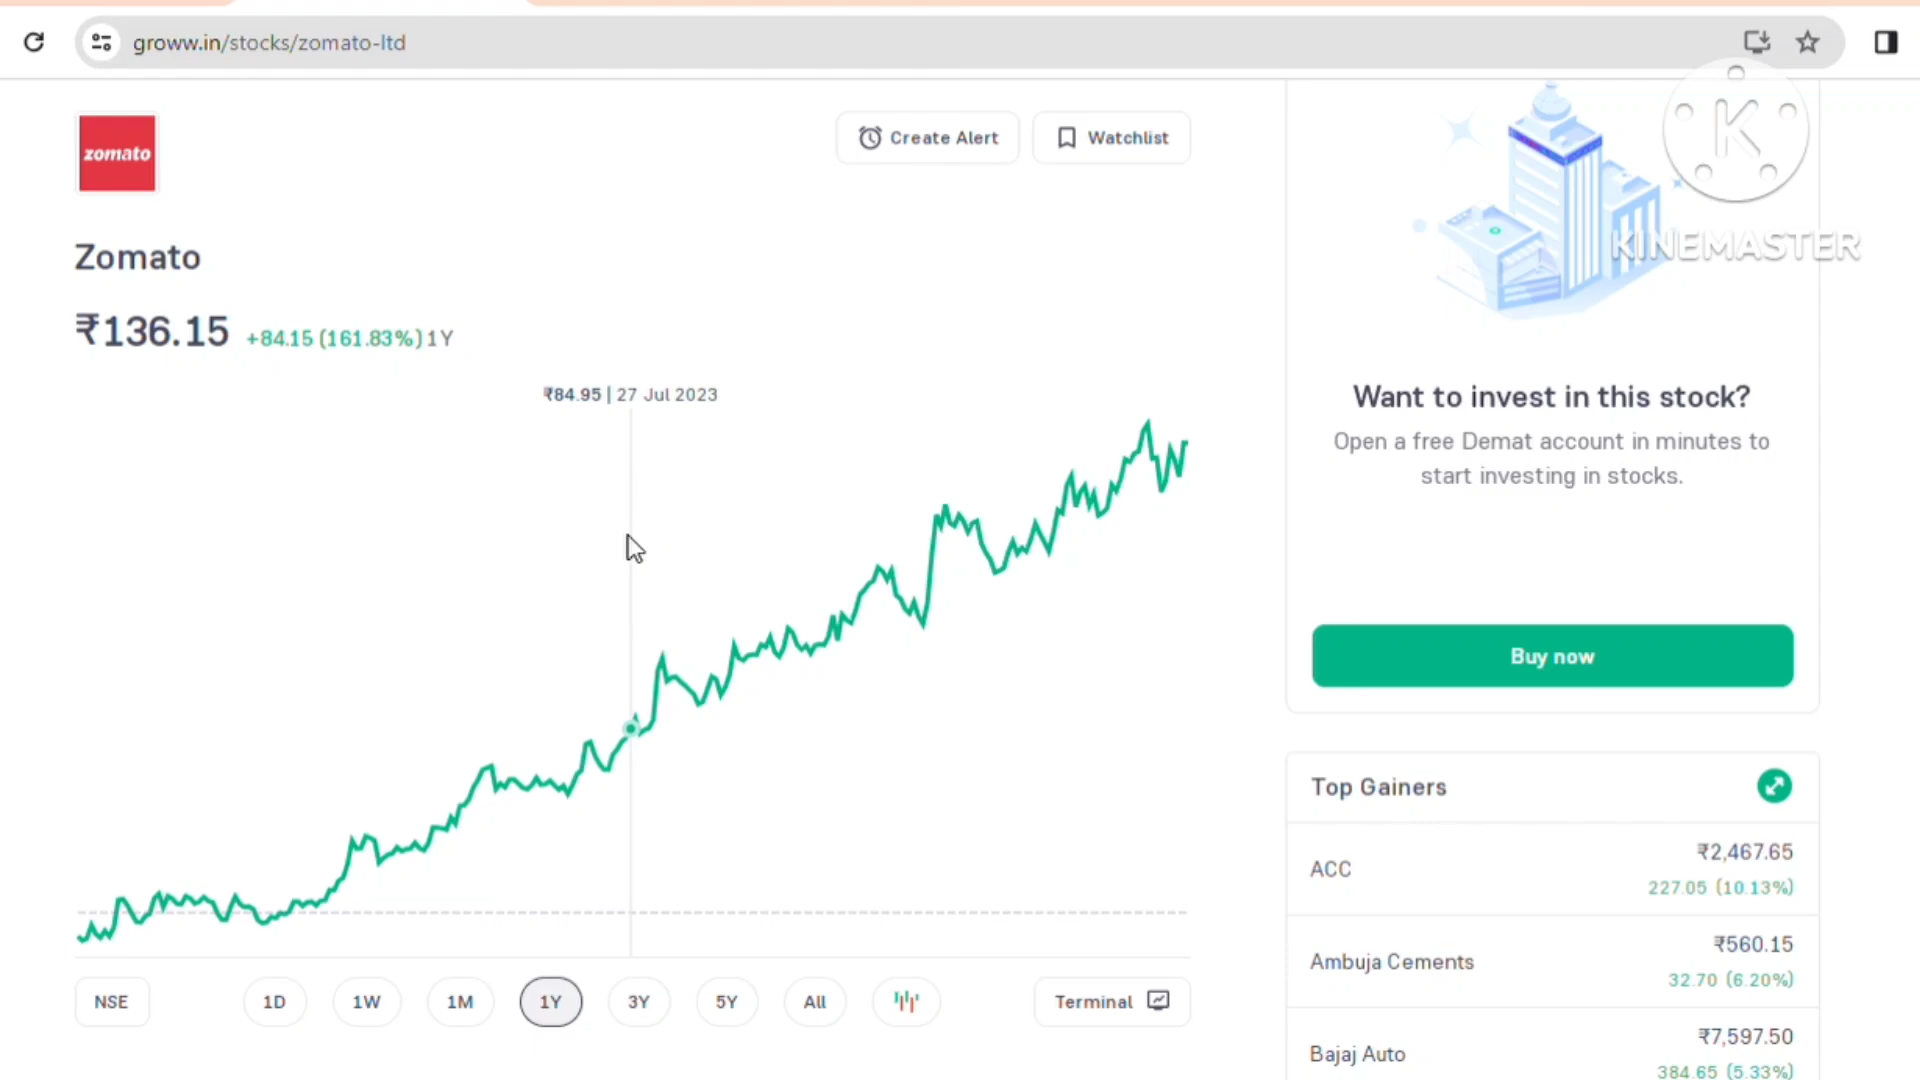 groww.in/stocks/zomato-ltd
zomato
Create Alert
Watchlist
K
KINEMASTER
Zomato
₹136.15 +84.15 (161.83%) 1Y
₹84.95 | 27 Jul 2023
Want to invest in this stock?
Open a free Demat account in minutes to
start investing in stocks.
Buy now
Top Gainers
ACC
₹2,467.65
227.05 (10.13%)
Ambuja Cements
₹560.15
32.70 (6.20%)
Bajaj Auto
₹7,597.50
384.65 (5.33%)
NSE 1D 1W 1M 1Y 3Y 5Y All Terminal